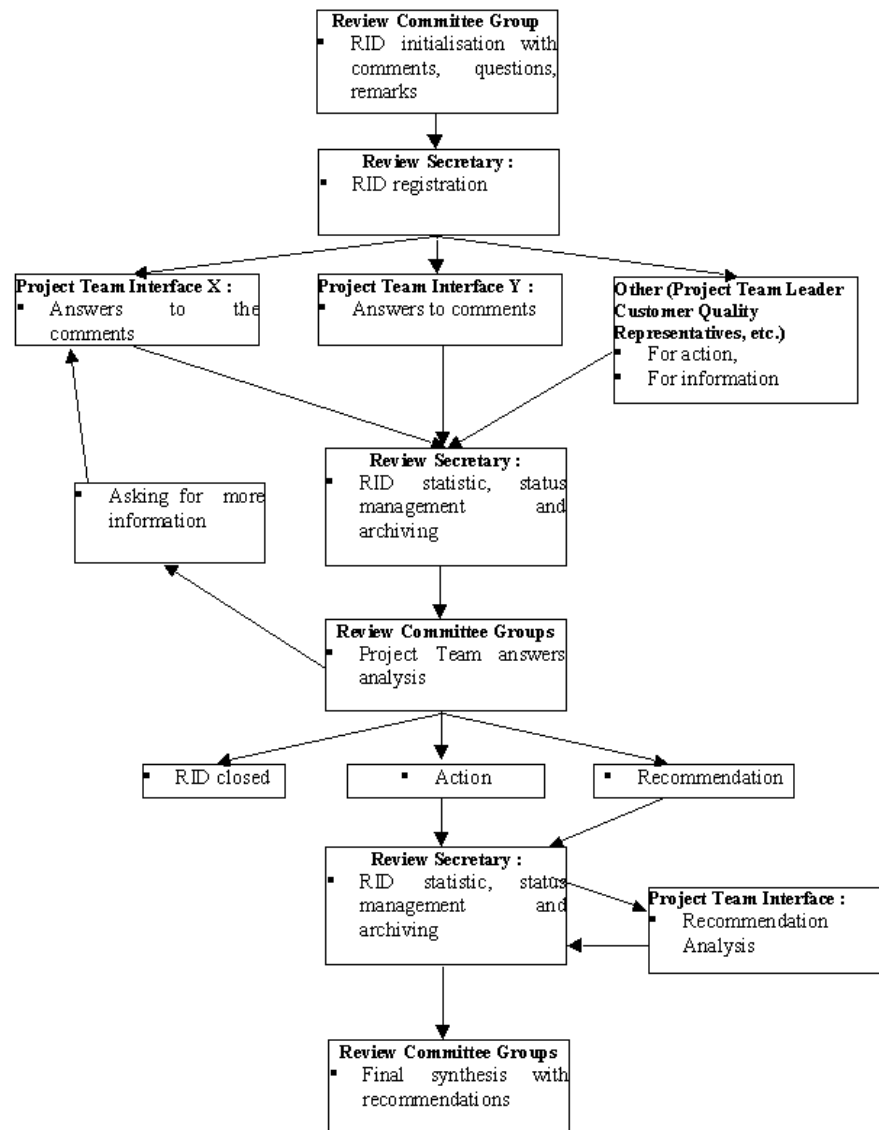 Review Committee Group
▪ RID initialisation with
comments, questions,
remarks
Review Secretary :
▪ RID registration
Project Team Interface X :
▪ Answers to the
comments
Project Team Interface Y :
▪ Answers to comments
Other (Project Team Leader
Customer Quality
Representatives, etc.)
▪ For action,
▪ For information
Review Secretary :
▪ RID statistic, status
management and
archiving
▪ Asking for more
information
Review Committee Groups
▪ Project Team answers
analysis
▪ RID closed
▪ Action
▪ Recommendation
Review Secretary :
▪ RID statistic, status
management and
archiving
Project Team Interface :
▪ Recommendation
Analysis
Review Committee Groups
▪ Final synthesis with
recommendations